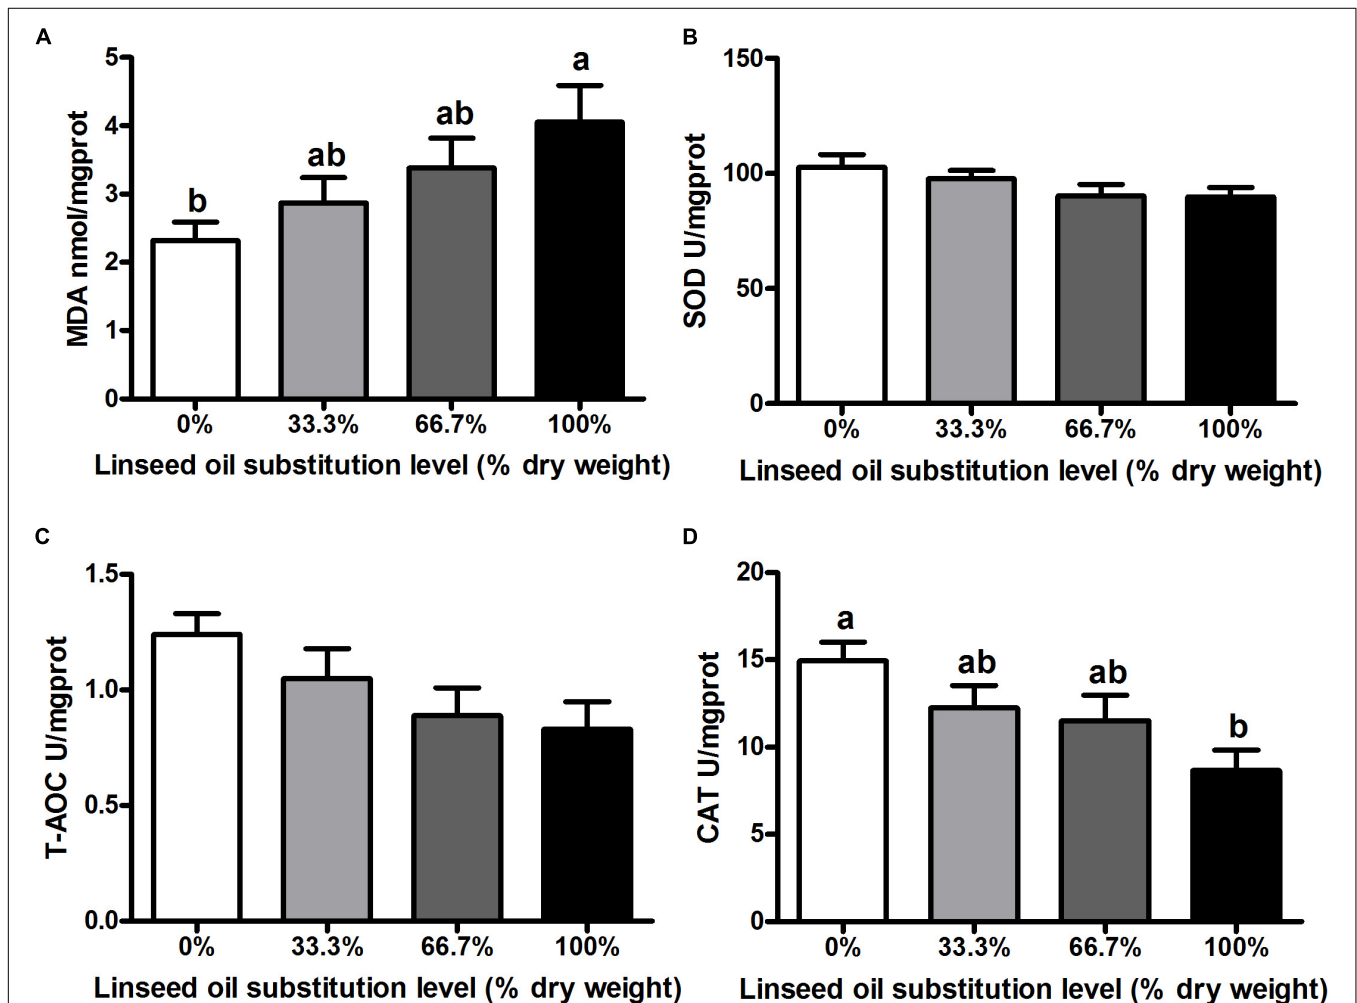 A
MDA nmol/mgprot
5
4
3
2
1
0
b
ab
ab
a
0% 33.3% 66.7% 100%
Linseed oil substitution level (% dry weight)
B
SOD U/mgprot
150
100
50
0
0% 33.3% 66.7% 100%
Linseed oil substitution level (% dry weight)
C
T-AOC U/mgprot
1.5
1.0
0.5
0.0
0% 33.3% 66.7% 100%
Linseed oil substitution level (% dry weight)
D
CAT U/mgprot
20
15
10
5
0
a
ab
ab
b
0% 33.3% 66.7% 100%
Linseed oil substitution level (% dry weight)